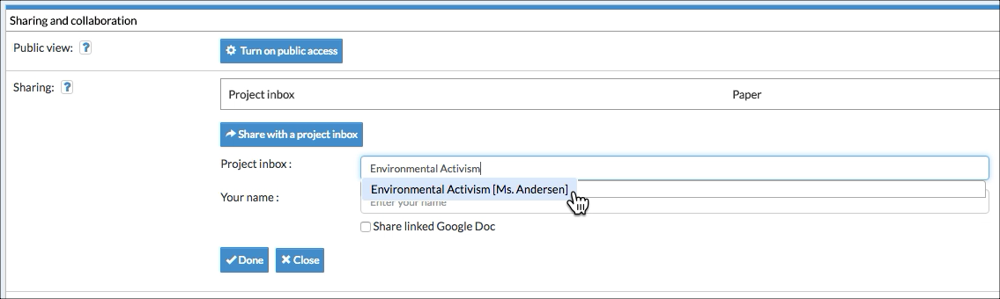 Sharing and collaboration
Public view: ? Turn on public access
Sharing: ?
Project inbox Paper
Share with a project inbox
Project inbox : Environmental Activism
Environmental Activism [Ms. Andersen]
Your name : Enter your name
Share linked Google Doc
Done Close